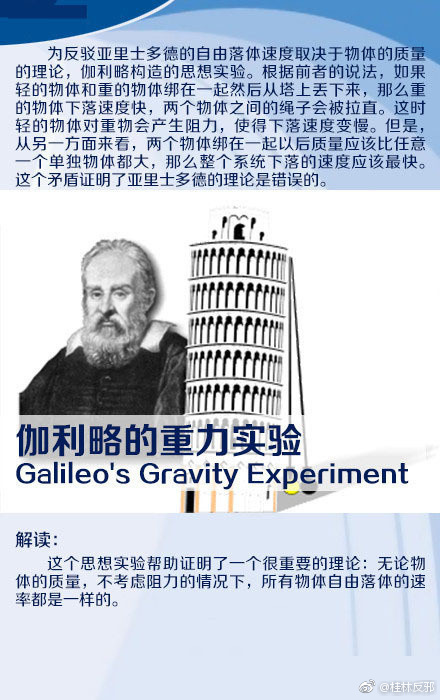 为反驳亚里士多德的自由落体速度取决于物体的质量
的理论，伽利略构造的思想实验。根据前者的说法，如果
轻的物体和重的物体绑在一起然后从塔上丢下来，那么重
的物体下落速度快，两个物体之间的绳子会被拉直。这时
轻的物体对重物会产生阻力，使得下落速度变慢。但是，
从另一方面来看，两个物体绑在一起以后质量应该比任意
一个单独物体都大，那么整个系统下落的速度应该最快。
这个矛盾证明了亚里士多德的理论是错误的。
伽利略的重力实验
Galileo's Gravity Experiment
解读：
这个思想实验帮助证明了一个很重要的理论：无论物
体的质量，不考虑阻力的情况下，所有物体自由落体的速
率都是一样的。
@桂林反邪